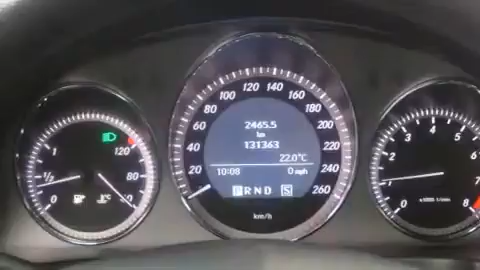 1
½
0
120
80
40
0 20 40 60 80 100 120 140 160 180 200 220 240 260
2465.5
km
131363
22.0°C
10:08 0 mph
P R N D S
km/h
0 1 2 3 4 5 6 7 8
x1000 1/min
°C